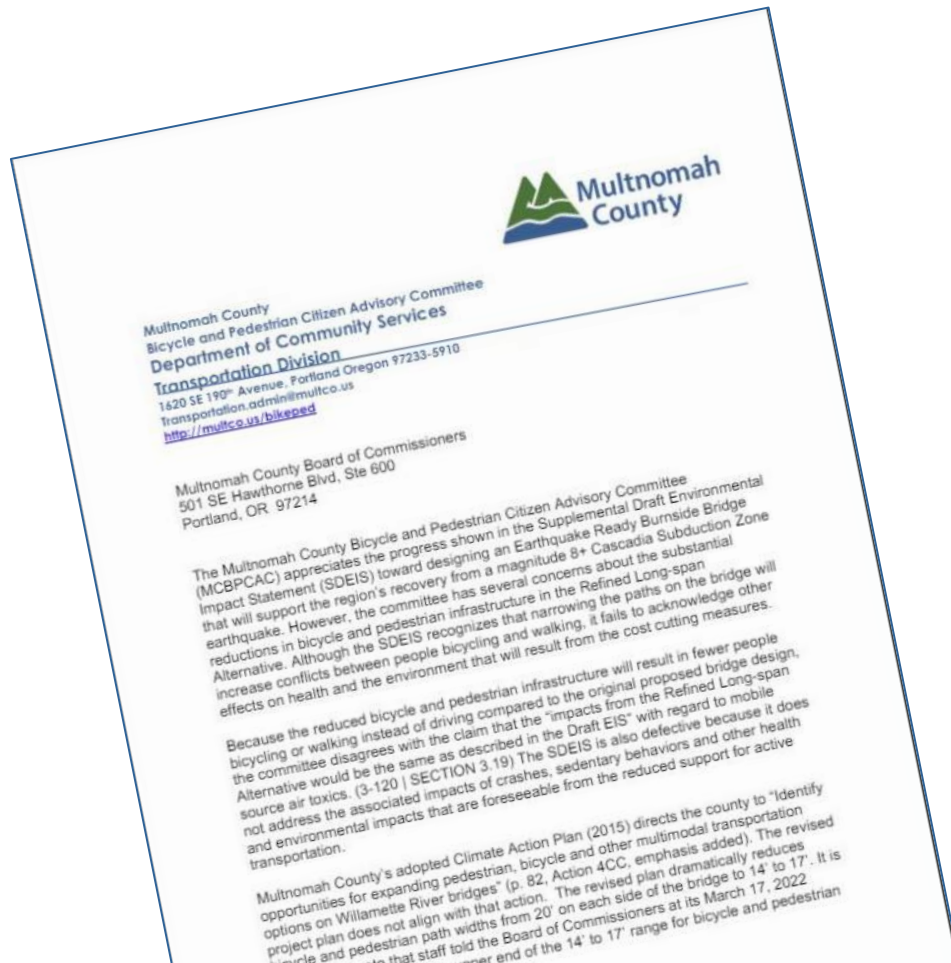 Multnomah
County
Multnomah County
Bicycle and Pedestrian Citizen Advisory Committee
Department of Community Services
Transportation Division
1620 SE 190th Avenue, Portland Oregon 97233-5910
Transportation.admin@multco.us
http://multco.us/bikeped
Multnomah County Board of Commissioners
501 SE Hawthorne Blvd, Ste 600
Portland, OR 97214
The Multnomah County Bicycle and Pedestrian Citizen Advisory Committee
(MCBPCAC) appreciates the progress shown in the Supplemental Draft Environmental
Impact Statement (SDEIS) toward designing an Earthquake Ready Burnside Bridge
that will support the region's recovery from a magnitude 8+ Cascadia Subduction Zone
earthquake. However, the committee has several concerns about the substantial
reductions in bicycle and pedestrian infrastructure in the Refined Long-span
Alternative. Although the SDEIS recognizes that narrowing the paths on the bridge will
increase conflicts between people bicycling and walking, it fails to acknowledge other
effects on health and the environment that will result from the cost cutting measures.
Because the reduced bicycle and pedestrian infrastructure will result in fewer people
bicycling or walking instead of driving compared to the original proposed bridge design,
the committee disagrees with the claim that the "impacts from the Refined Long-span
Alternative would be the same as described in the Draft EIS" with regard to mobile
source air toxics. (3-120 | SECTION 3.19) The SDEIS is also defective because it does
not address the associated impacts of crashes, sedentary behaviors and other health
and environmental impacts that are foreseeable from the reduced support for active
transportation.
Multnomah County's adopted Climate Action Plan (2015) directs the county to "Identify
opportunities for expanding pedestrian, bicycle and other multimodal transportation
options on Willamette River bridges" (p. 82, Action 4CC, emphasis added). The revised
project plan does not align with that action. The revised plan dramatically reduces
bicycle and pedestrian path widths from 20' on each side of the bridge to 14' to 17'. It is
that staff told the Board of Commissioners at its March 17, 2022
end of the 14' to 17' range for bicycle and pedestrian